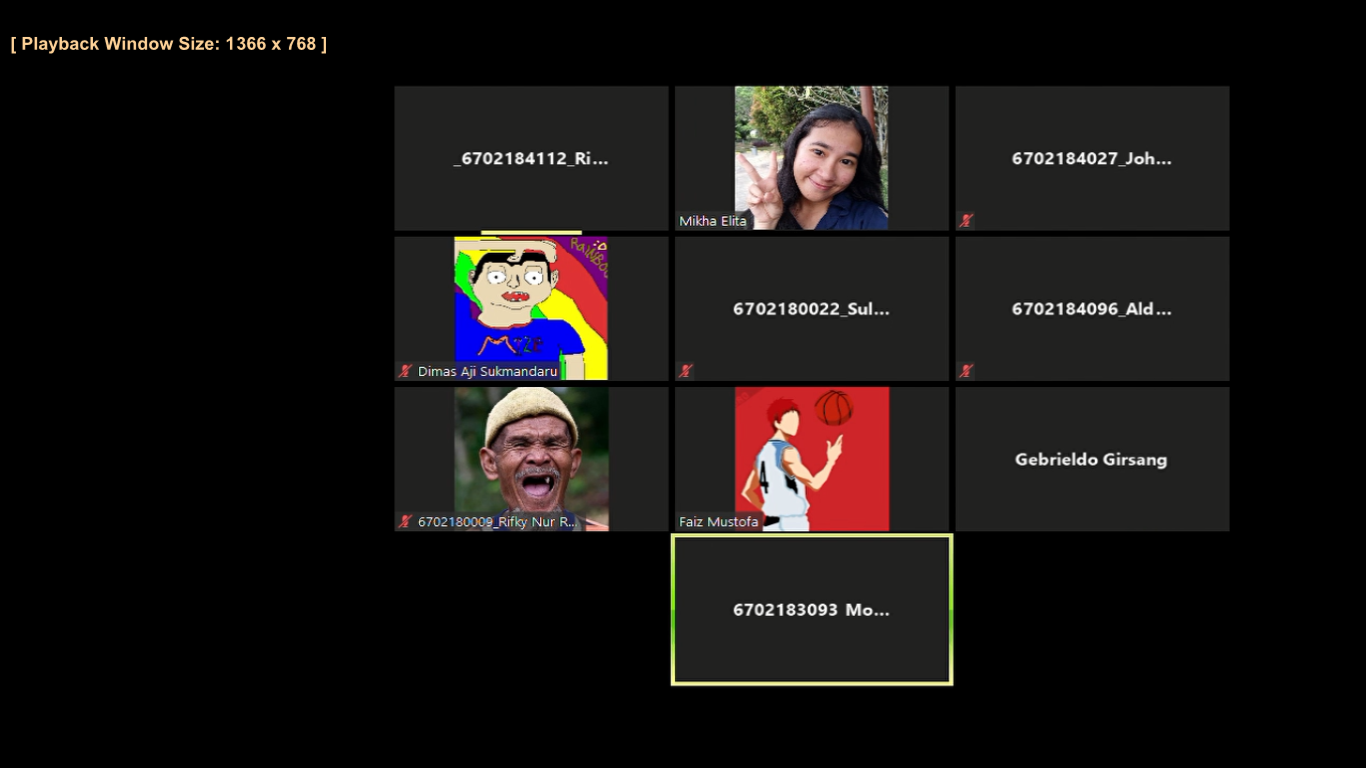 [ Playback Window Size: 1366 x 768 ]
_6702184112_Ri...
Mikha Elita
6702184027_Joh...
RAINBOW
MIZE
Dimas Aji Sukmandaru
6702180022_Sul...
6702184096_Ald...
6702180009_Rifky Nur R...
4
Faiz Mustofa
Gebrieldo Girsang
6702183093 Mo...